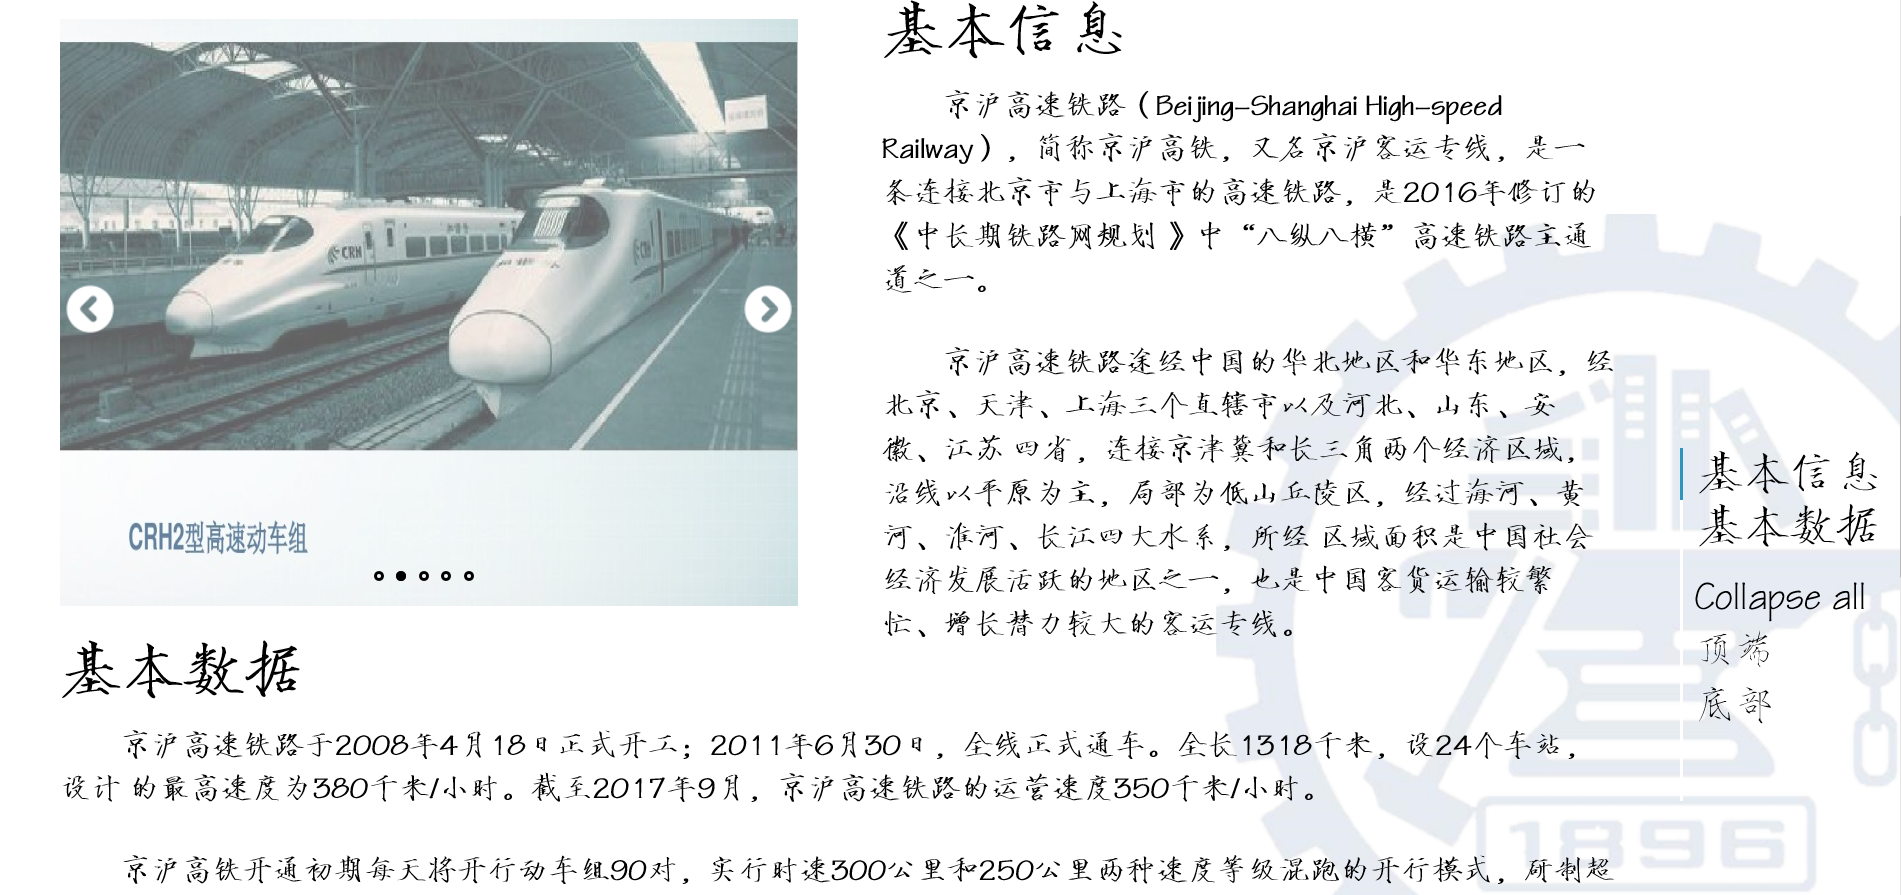 基本信息
京沪高速铁路（Beijing-Shanghai High-speed
Railway），简称京沪高铁，又名京沪客运专线，是一
条连接北京市与上海市的高速铁路，是2016年修订的
《中长期铁路网规划》中“八纵八横”高速铁路主通
道之一。
京沪高速铁路途经中国的华北地区和华东地区，经
北京、天津、上海三个直辖市以及河北、山东、安
徽、江苏 四省，连接京津冀和长三角两个经济区域，
沿线以平原为主，局部为低山丘陵区，经过海河、黄
河、淮河、长江四大水系，所经 区域面积是中国社会
经济发展活跃的地区之一，也是中国客货运输较繁
忙、增长替力较大的客运专线。
CRH
CRH
CRH2型高速动车组
基本数据
京沪高速铁路于2008年4月18日正式开工；2011年6月30日，全线正式通车。全长1318千米，设24个车站，
设计 的最高速度为380千米/小时。截至2017年9月，京沪高速铁路的运营速度350千米/小时。
京沪高铁开通初期每天将开行动车组90对，实行时速300公里和250公里两种速度等级混跑的开行模式，研制超
基本信息
基本数据
Collapse all
顶端
底部
1896